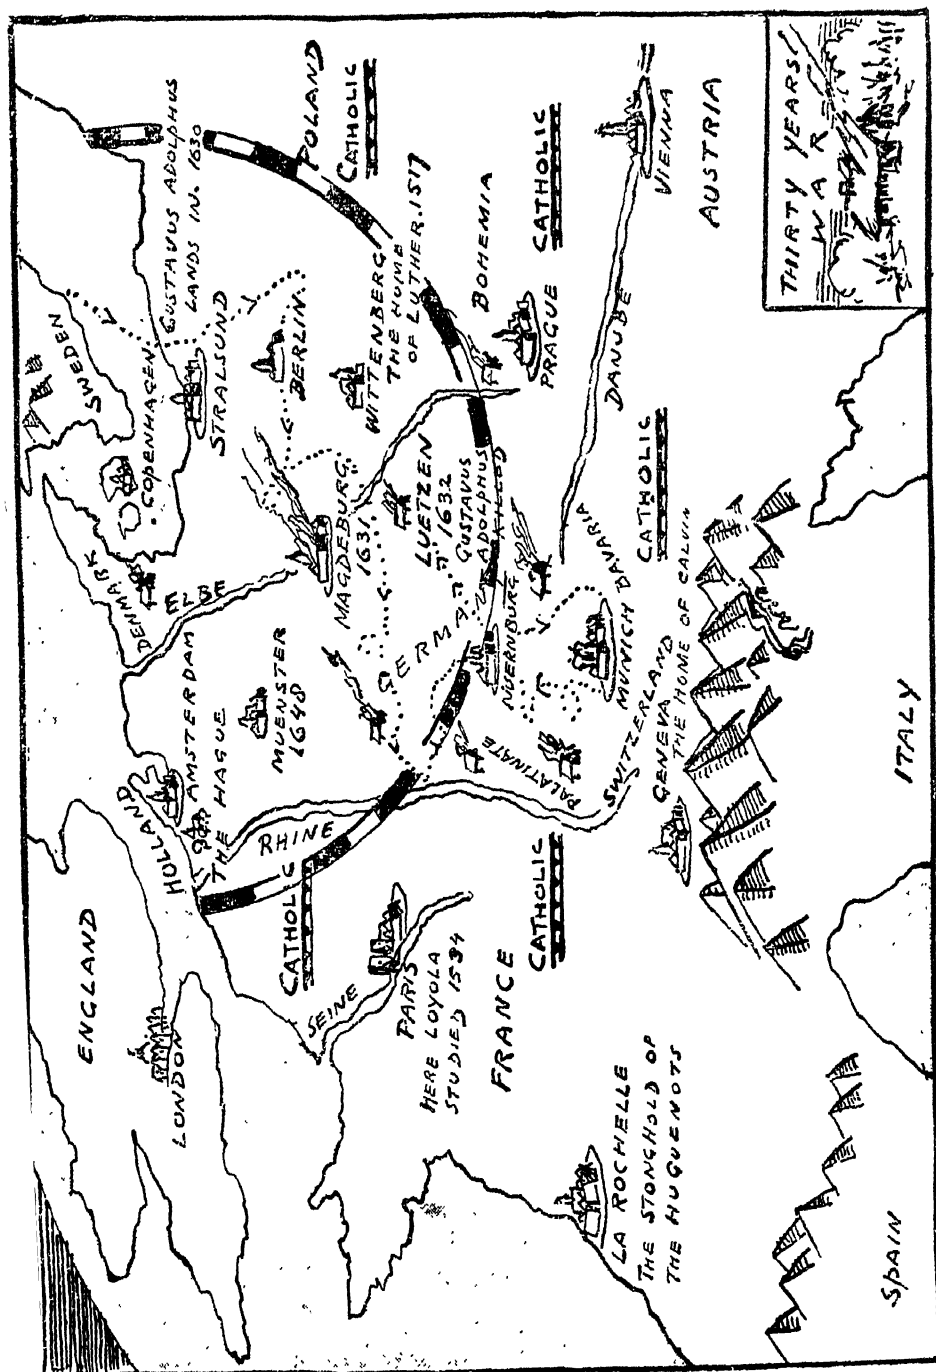 THIRTY YEARS
WAR
ENGLAND
LONDON
HOLLAND
AMSTERDAM
THE HAGUE
DENMARK
ELBE
COPENHAGEN
SWEDEN
GUSTAVUS ADOLPHUS
LANDS IN. 1630
STRALSUND
BERLIN
POLAND
CATHOLIC
WITTENBERG
THE HOME
OF LUTHER. 1517
MUENSTER
1648
MAGDEBURG
1631
LUETZEN
1632
GUSTAVUS
ADOLPHUS
KILLED
GERMANY
RHINE
CATHOLIC
SEINE
PARIS
HERE LOYOLA
STUDIED 1534
FRANCE
CATHOLIC
PALATINATE
NUERNBURG
BOHEMIA
PRAGUE
CATHOLIC
VIENNA
AUSTRIA
DANUBE
BAVARIA
MUNICH
CATHOLIC
SWITZERLAND
GENEVA
THE HOME OF CALVIN
LA ROCHELLE
THE STONGHOLD OF
THE HUGUENOTS
SPAIN
ITALY